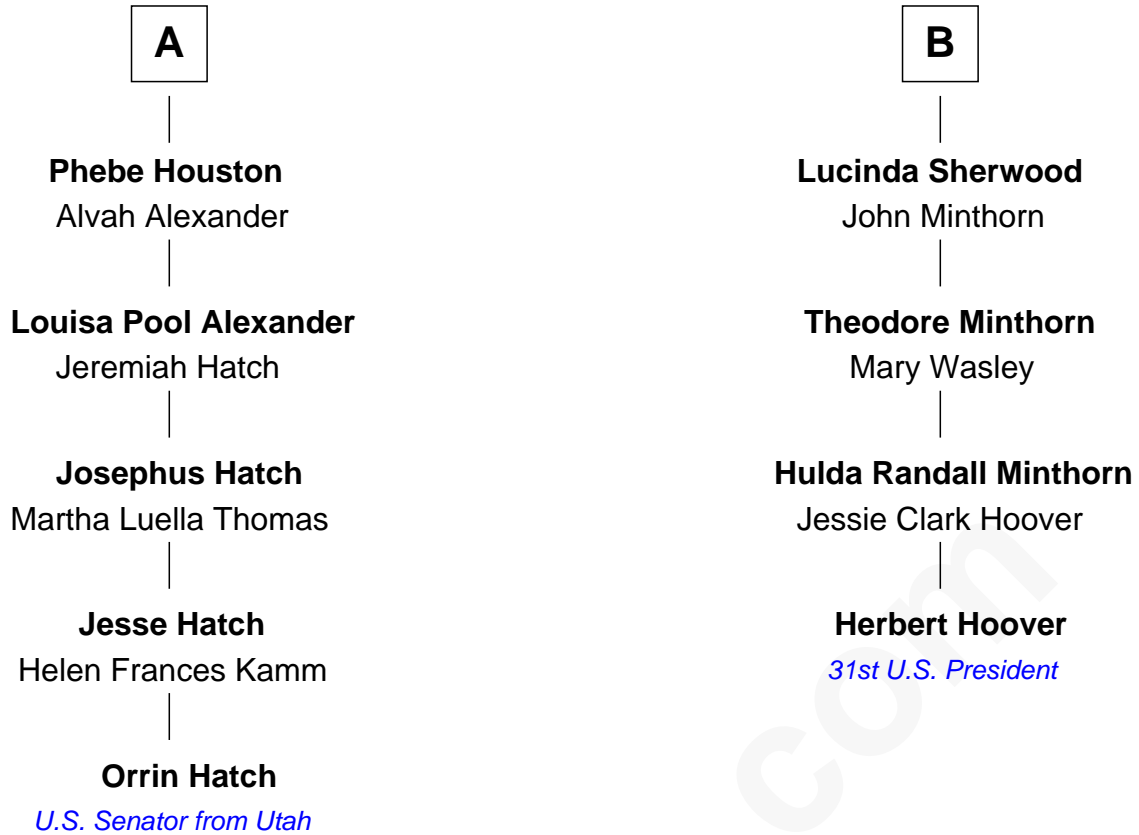 A
Phebe Houston
Alvah Alexander
Louisa Pool Alexander
Jeremiah Hatch
Josephus Hatch
Martha Luella Thomas
Jesse Hatch
Helen Frances Kamm
Orrin Hatch
U.S. Senator from Utah
B
Lucinda Sherwood
John Minthorn
Theodore Minthorn
Mary Wasley
Hulda Randall Minthorn
Jessie Clark Hoover
Herbert Hoover
31st U.S. President
com